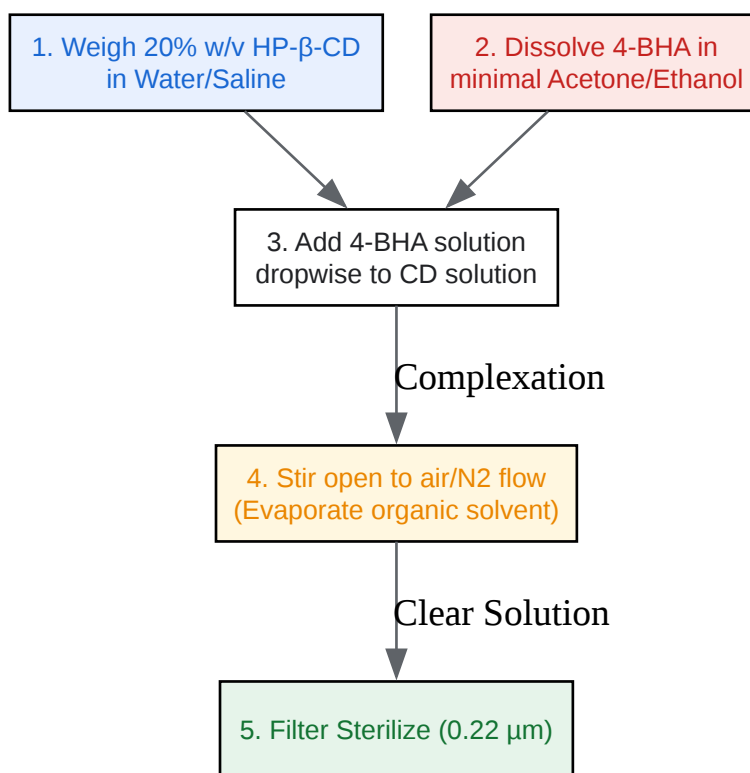 1. Weigh 20% w/v HP-β-CD
in Water/Saline
2. Dissolve 4-BHA in
minimal Acetone/Ethanol
3. Add 4-BHA solution
dropwise to CD solution
Complexation
4. Stir open to air/N2 flow
(Evaporate organic solvent)
Clear Solution
5. Filter Sterilize (0.22 µm)